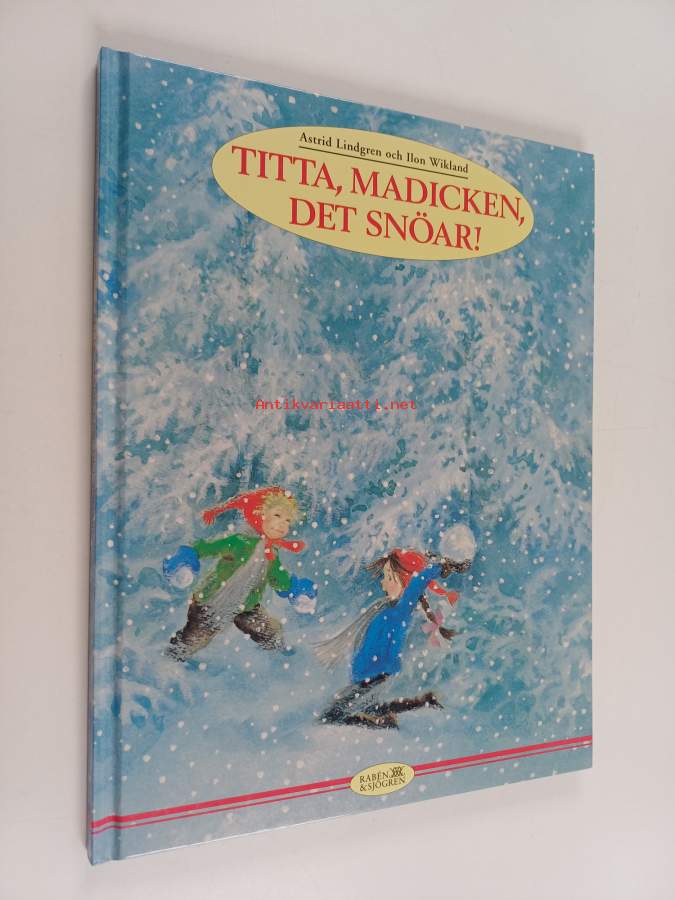 Astrid Lindgren och Ilon Wikland
TITTA, MADICKEN,
DET SNÖAR!
Antikvariaatti.net
RABÉN
&SJÖGREN